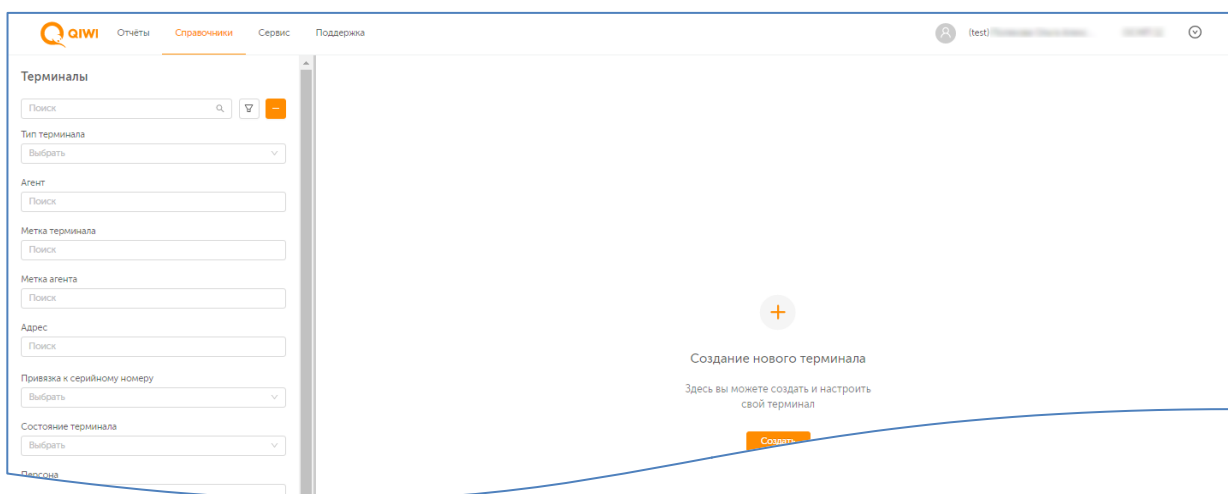 QIWI Отчёты Справочники Сервис Поддержка (test)
Терминалы
Поиск
Тип терминала
Выбрать
Агент
Поиск
Метка терминала
Поиск
Метка агента
Поиск
Адрес
Поиск
Привязка к серийному номеру
Выбрать
Состояние терминала
Выбрать
Персона
Создание нового терминала
Здесь вы можете создать и настроить
свой терминал
Создать